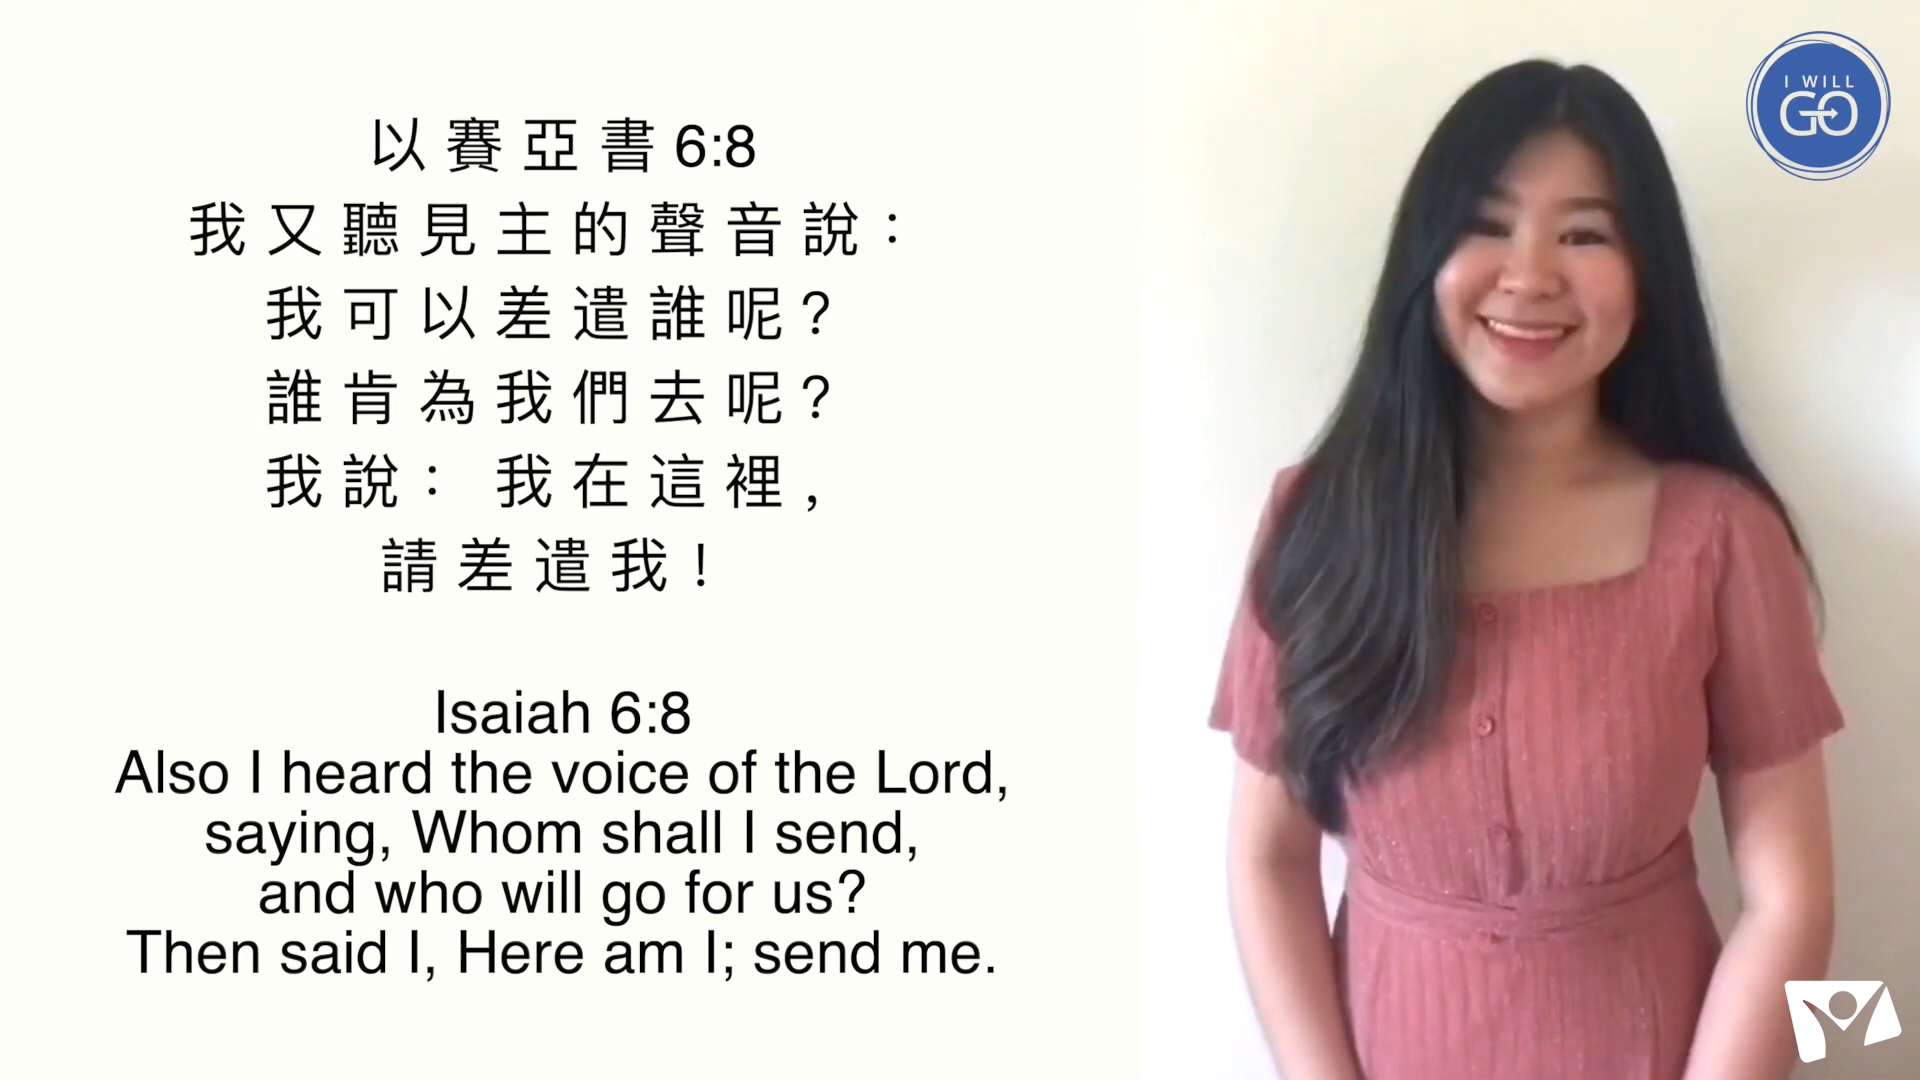 以賽亞書 6:8
我又聽見主的聲音說：
我可以差遣誰呢？
誰肯為我們去呢？
我說： 我在這裡，
請差遣我！
Isaiah 6:8
Also I heard the voice of the Lord,
saying, Whom shall I send,
and who will go for us?
Then said I, Here am I; send me.
I WILL
GO